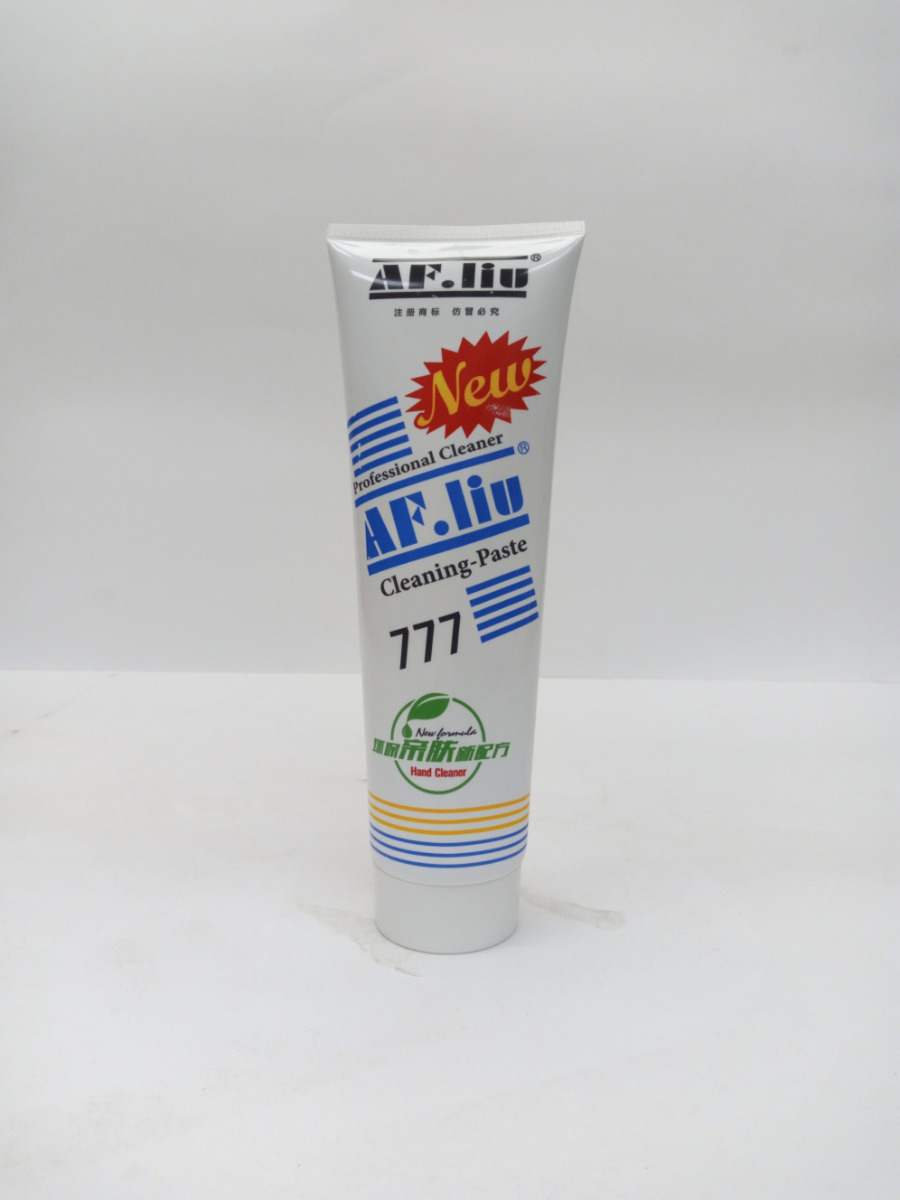 AF.liu®
注册商标 仿冒必究
New
Professional Cleaner
AF.liu®
Cleaning-Paste
777
New formula
环保亲肤新配方
Hand Cleaner